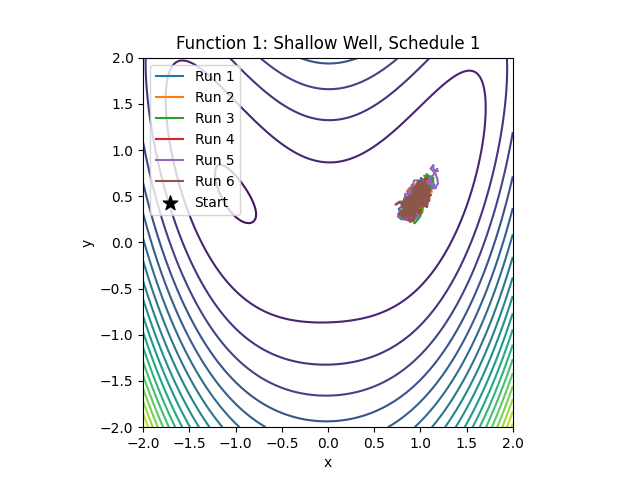 Function 1: Shallow Well, Schedule 1
Run 1
Run 2
Run 3
Run 4
Run 5
Run 6
Start
2.0
1.5
1.0
0.5
0.0
−0.5
−1.0
−1.5
−2.0
y
−2.0 −1.5 −1.0 −0.5 0.0 0.5 1.0 1.5 2.0
x